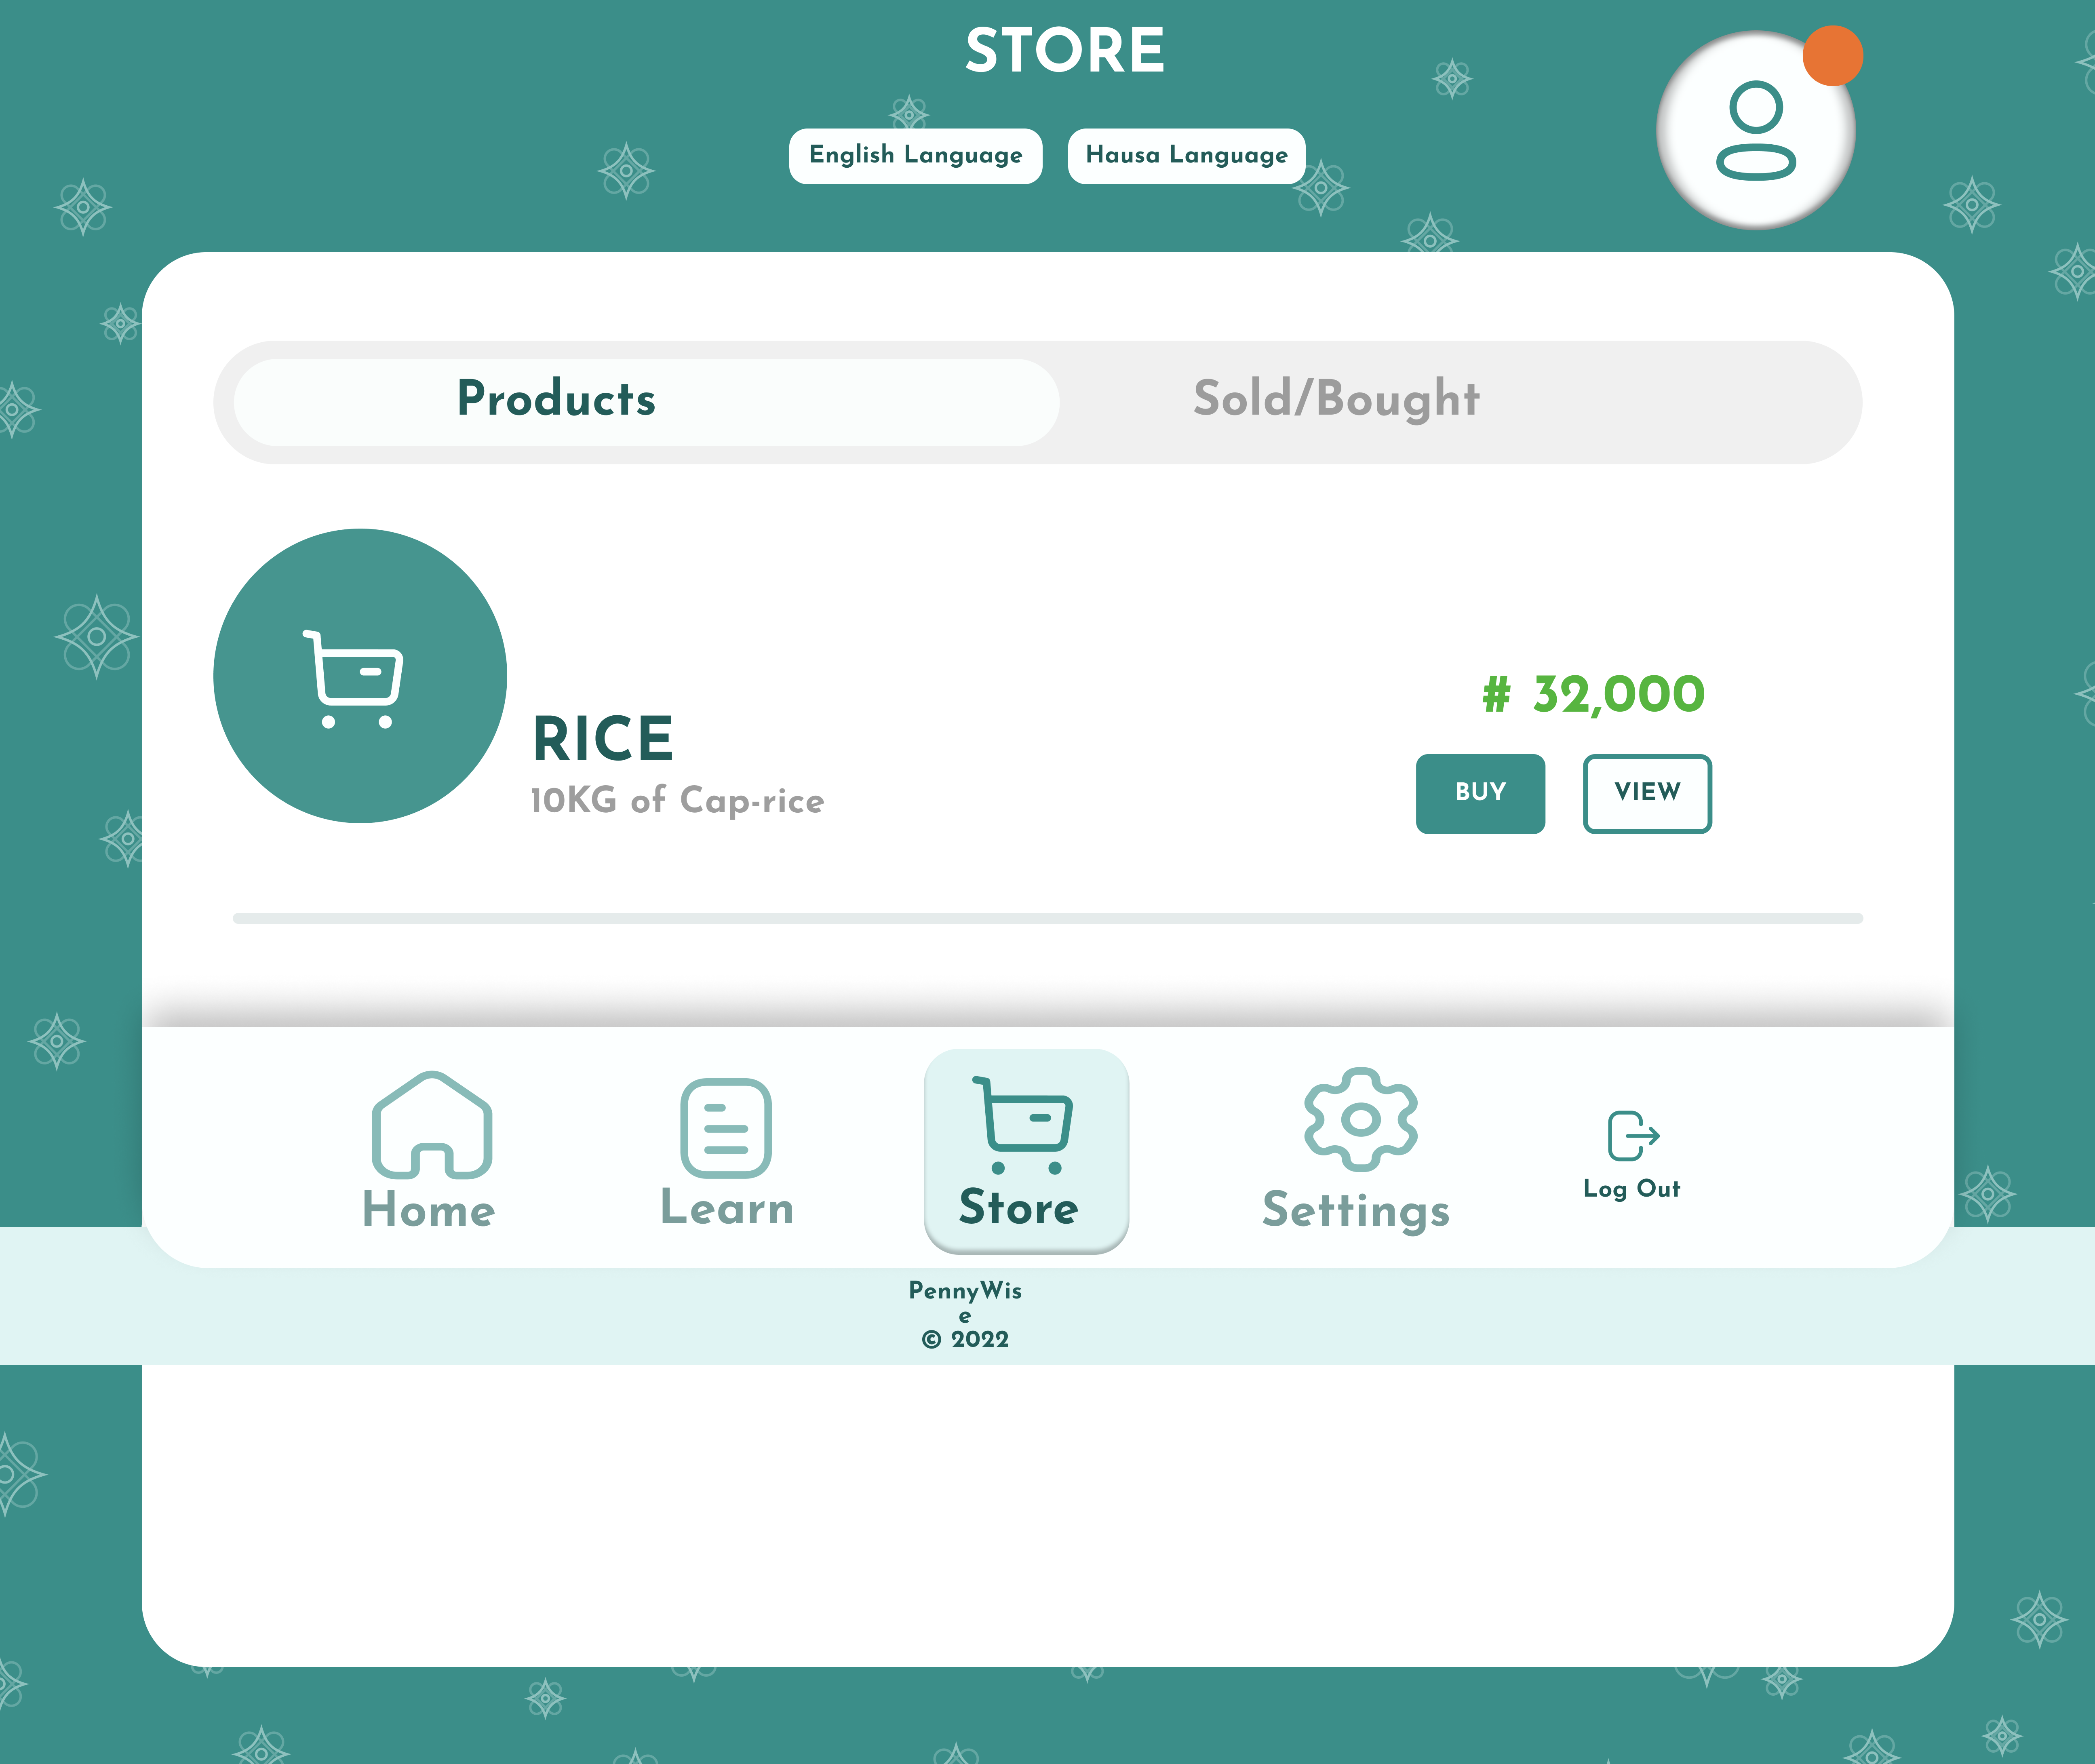 STORE
English Language
Hausa Language
Products
Sold/Bought
# 32,000
RICE
10KG of Cap-rice
BUY
VIEW
Home
Learn
Store
Settings
Log Out
PennyWis
e
© 2022